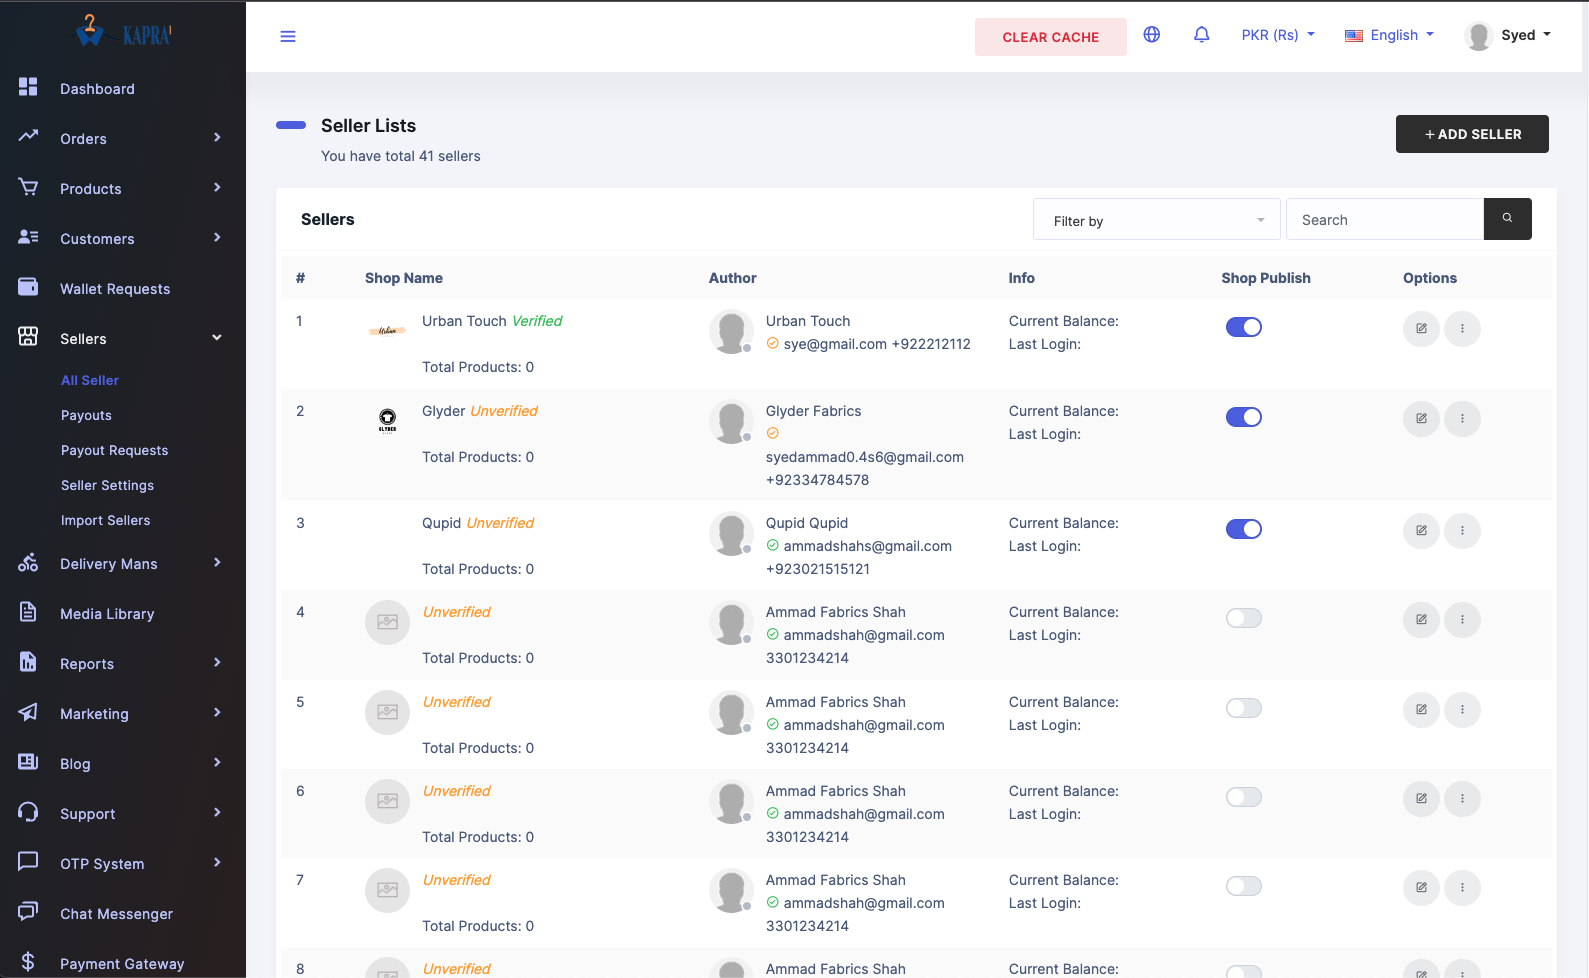 KAPRA
Dashboard
Orders
Products
Customers
Wallet Requests
Sellers
All Seller
Payouts
Payout Requests
Seller Settings
Import Sellers
Delivery Mans
Media Library
Reports
Marketing
Blog
Support
OTP System
Chat Messenger
Payment Gateway
CLEAR CACHE
PKR (Rs)
English
Syed
Seller Lists
You have total 41 sellers
+ ADD SELLER
Sellers
Filter by
Search
# Shop Name Author Info Shop Publish Options
1 Urban Touch Verified Urban Touch Current Balance:
sye@gmail.com +922212112 Last Login:
Total Products: 0
2 Glyder Unverified Glyder Fabrics Current Balance:
GLYDER Last Login:
Total Products: 0 syedammad0.4s6@gmail.com
+92334784578
3 Qupid Unverified Qupid Qupid Current Balance:
ammadshahs@gmail.com Last Login:
Total Products: 0 +923021515121
4 Unverified Ammad Fabrics Shah Current Balance:
ammadshah@gmail.com Last Login:
Total Products: 0 3301234214
5 Unverified Ammad Fabrics Shah Current Balance:
ammadshah@gmail.com Last Login:
Total Products: 0 3301234214
6 Unverified Ammad Fabrics Shah Current Balance:
ammadshah@gmail.com Last Login:
Total Products: 0 3301234214
7 Unverified Ammad Fabrics Shah Current Balance:
ammadshah@gmail.com Last Login:
Total Products: 0 3301234214
8 Unverified Ammad Fabrics Shah Current Balance: